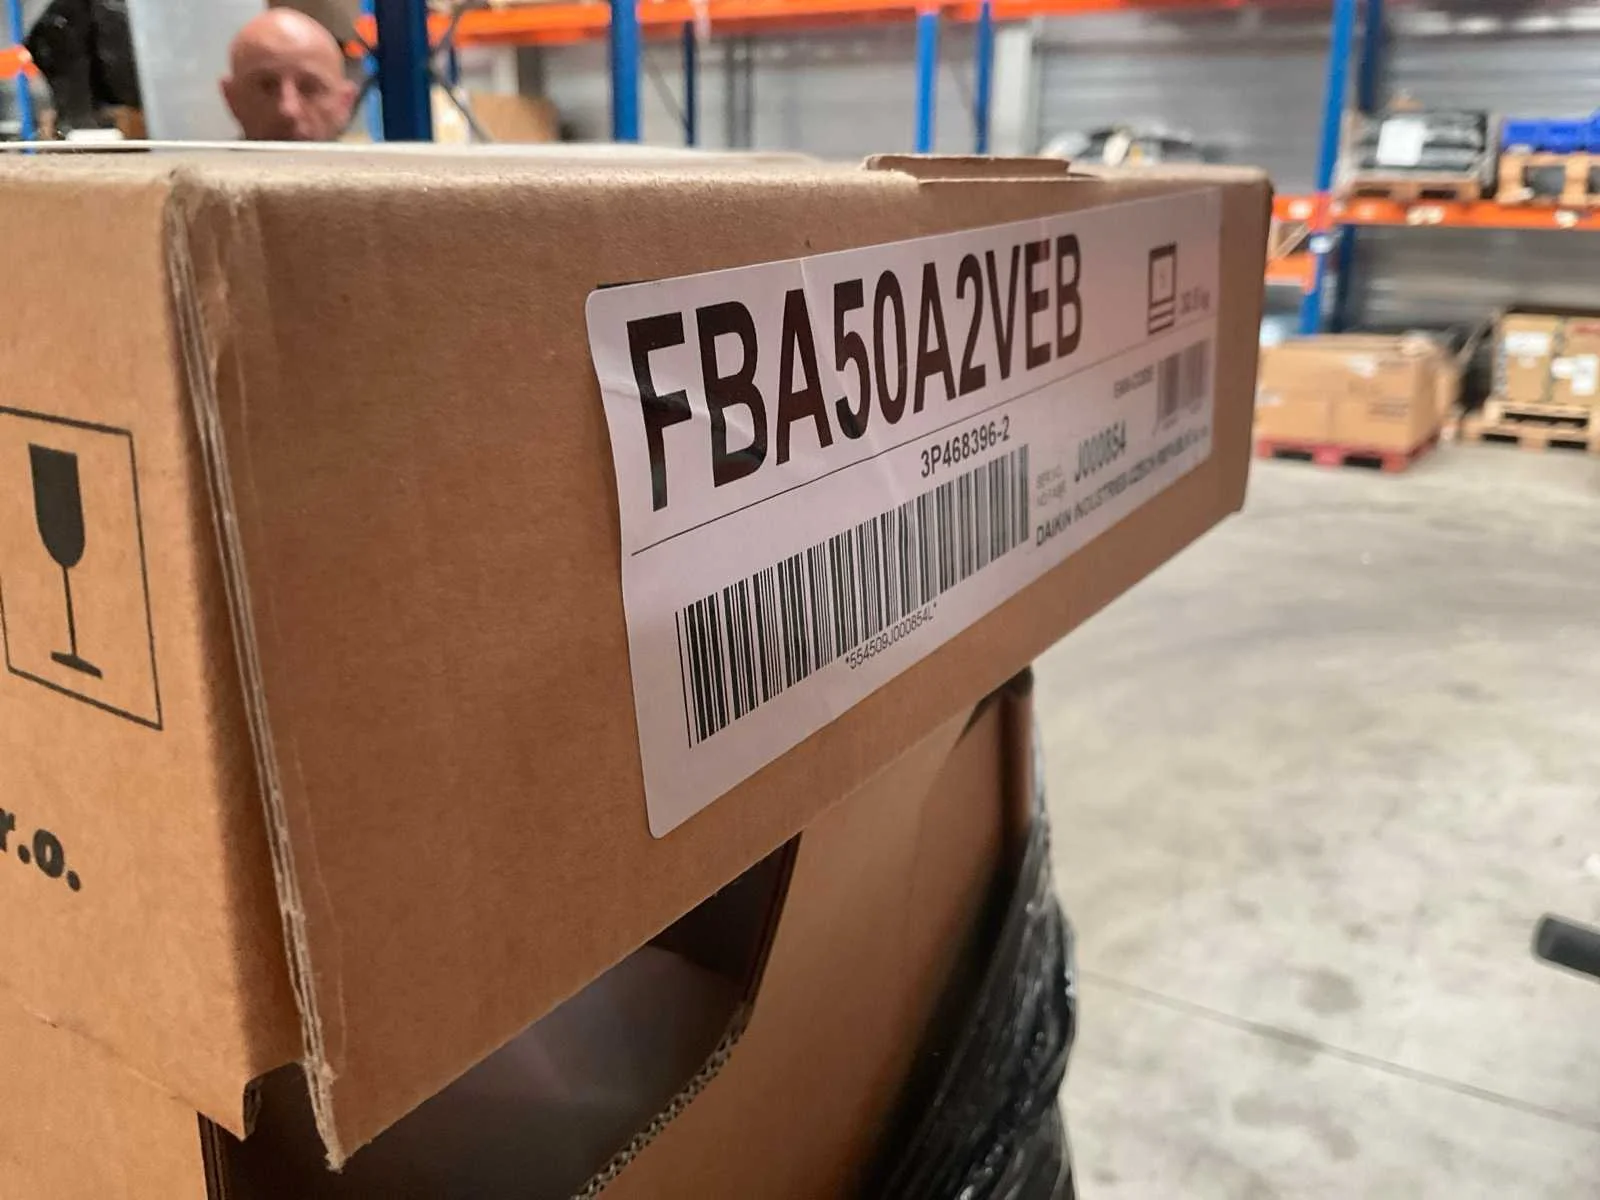 FBA50A2VEB
3P468396-2
J000854
DAIKIN INDUSTRIES CZECH REPUBLIC
*554509J000854L*
r.o.